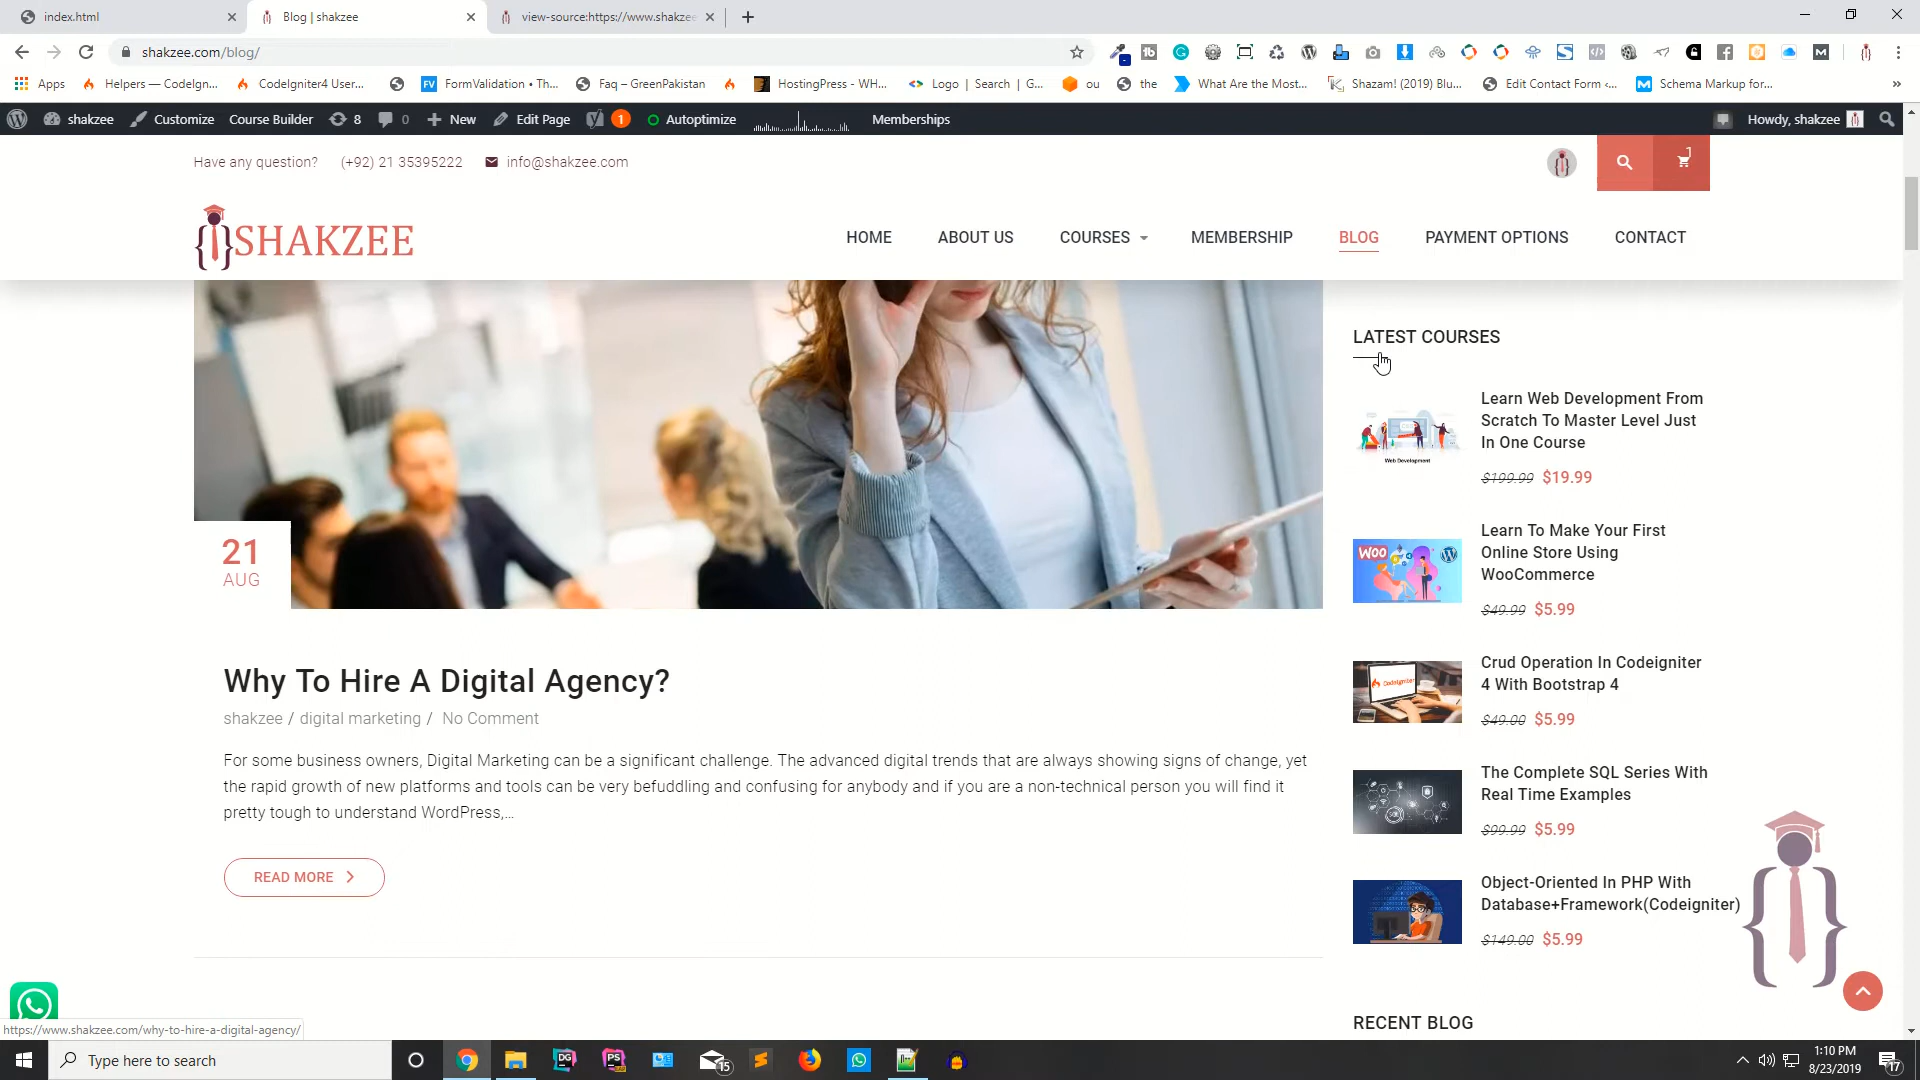 index.html
Blog | shakzee
view-source:https://www.shakzee
shakzee.com/blog/
Apps
Helpers — CodeIgn...
CodeIgniter4 User...
FV
FormValidation • Th...
Faq – GreenPakistan
HostingPress - WH...
Logo | Search | G...
ou
the
What Are the Most...
Shazam! (2019) Blu...
Edit Contact Form ‹...
Schema Markup for...
»
shakzee
Customize
Course Builder
8
0
New
Edit Page
1
Autoptimize
Memberships
Howdy, shakzee
Have any question?
(+92) 21 35395222
info@shakzee.com
1
SHAKZEE
HOME
ABOUT US
COURSES
MEMBERSHIP
BLOG
PAYMENT OPTIONS
CONTACT
21
AUG
Why To Hire A Digital Agency?
shakzee / digital marketing / No Comment
For some business owners, Digital Marketing can be a significant challenge. The advanced digital trends that are always showing signs of change, yet
the rapid growth of new platforms and tools can be very befuddling and confusing for anybody and if you are a non-technical person you will find it
pretty tough to understand WordPress,...
READ MORE
LATEST COURSES
Web Development
Learn Web Development From
Scratch To Master Level Just
In One Course
$199.99 $19.99
WOO
Learn To Make Your First
Online Store Using
WooCommerce
$49.99 $5.99
CodeIgniter
Crud Operation In Codeigniter
4 With Bootstrap 4
$49.00 $5.99
The Complete SQL Series With
Real Time Examples
$99.99 $5.99
Object-Oriented In PHP With
Database+Framework(Codeigniter)
$149.00 $5.99
RECENT BLOG
https://www.shakzee.com/why-to-hire-a-digital-agency/
Type here to search
DG
PS
15
1:10 PM
8/23/2019
17